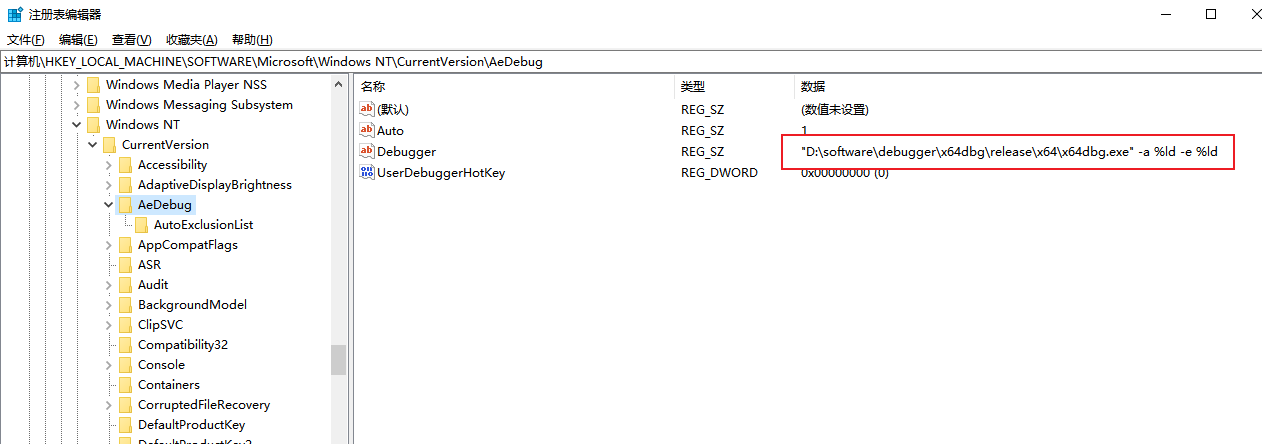 注册表编辑器
文件(F) 编辑(E) 查看(V) 收藏夹(A) 帮助(H)
计算机\HKEY_LOCAL_MACHINE\SOFTWARE\Microsoft\Windows NT\CurrentVersion\AeDebug
Windows Media Player NSS
Windows Messaging Subsystem
Windows NT
CurrentVersion
Accessibility
AdaptiveDisplayBrightness
AeDebug
AutoExclusionList
AppCompatFlags
ASR
Audit
BackgroundModel
ClipSVC
Compatibility32
Console
Containers
CorruptedFileRecovery
DefaultProductKey
DefaultProductKey2
名称 类型 数据
ab (默认) REG_SZ (数值未设置)
ab Auto REG_SZ 1
ab Debugger REG_SZ "D:\software\debugger\x64dbg\release\x64\x64dbg.exe" -a %ld -e %ld
UserDebuggerHotKey REG_DWORD 0x00000000 (0)